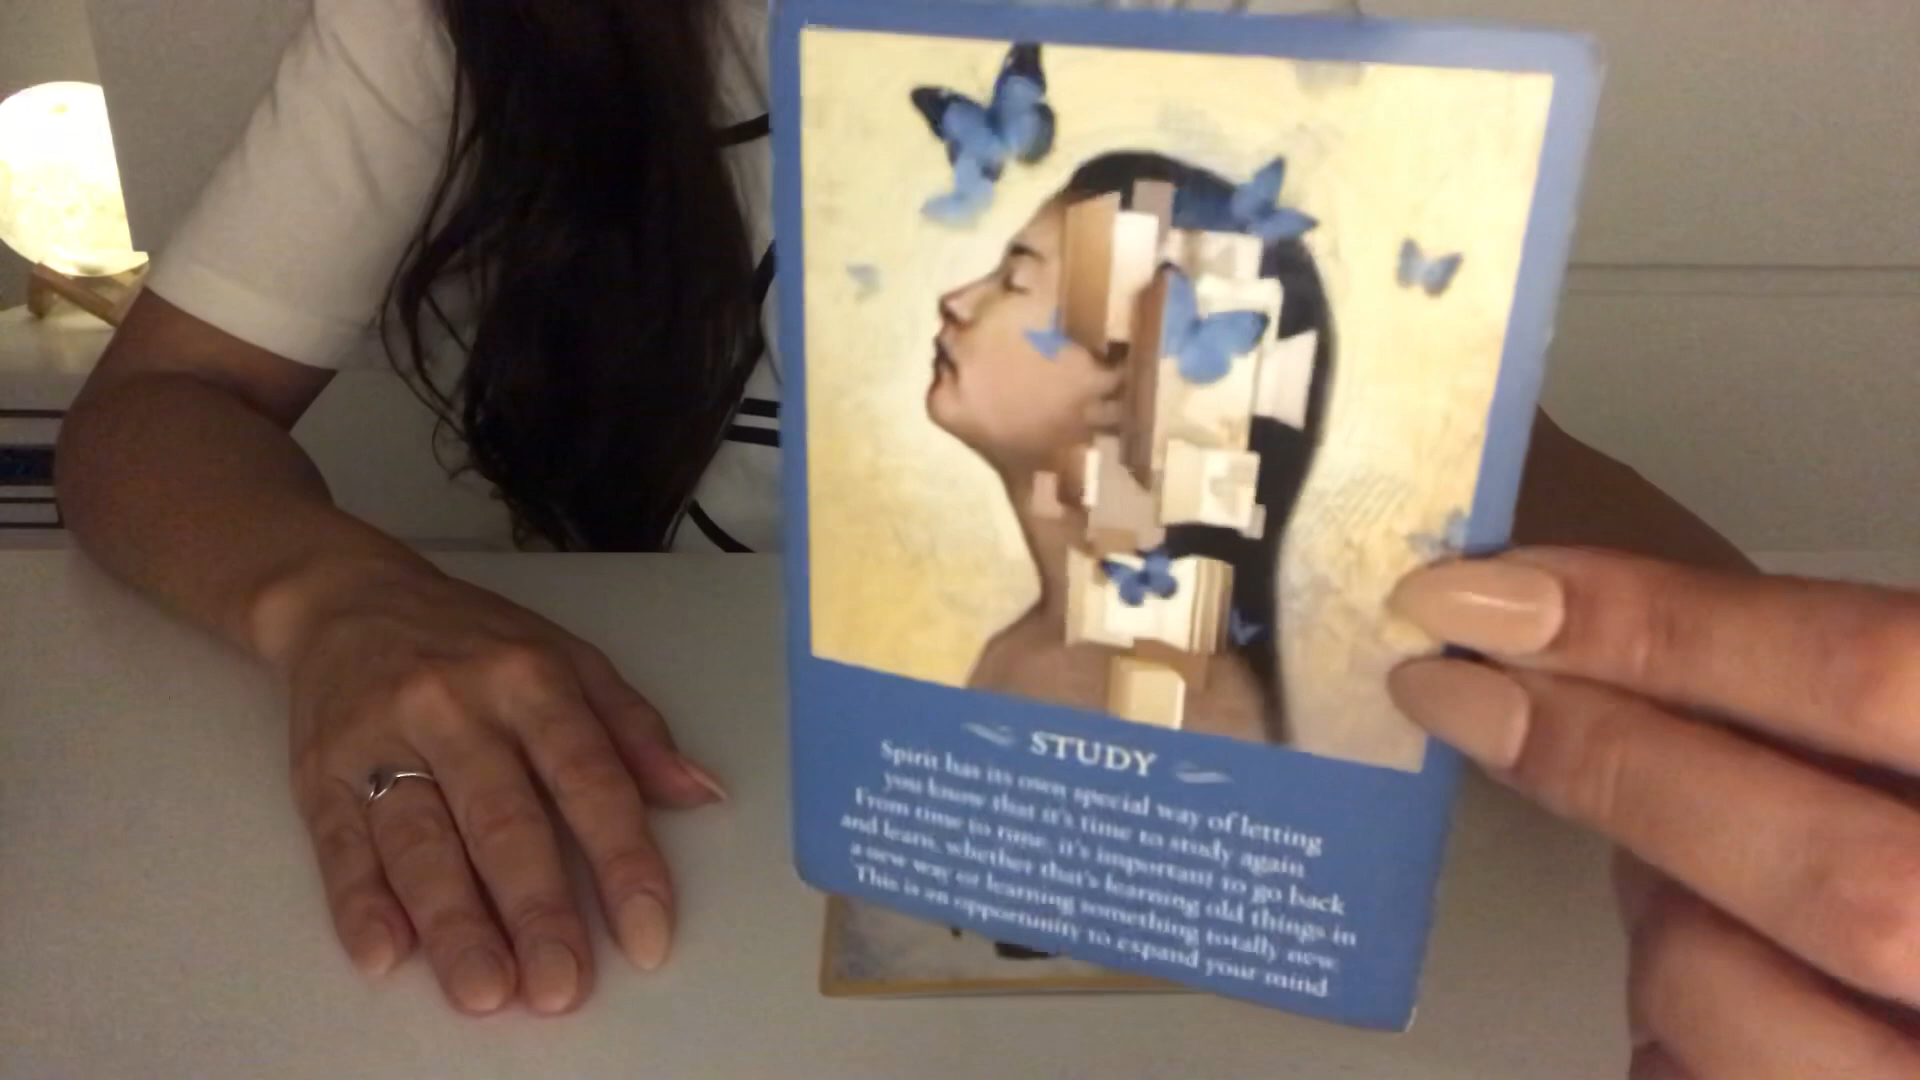 STUDY
Spirit has its own special way of letting
you know that it's time to study again
From time to time, it's important to go back
and learn, whether that's learning old things in
a new way or learning something totally new.
This is an opportunity to expand your mind.